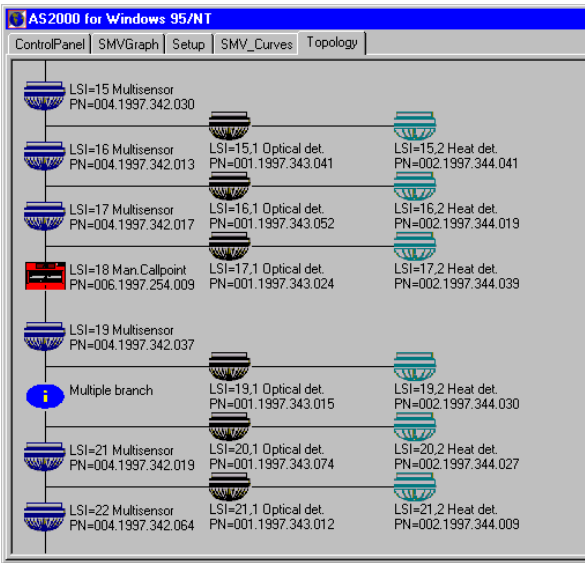 AS2000 for Windows 95/NT
ControlPanel SMVGraph Setup SMV_Curves Topology
LSI=15 Multisensor
PN=004.1997.342.030
LSI=16 Multisensor LSI=15,1 Optical det. LSI=15,2 Heat det.
PN=004.1997.342.013 PN=001.1997.343.041 PN=002.1997.344.041
LSI=17 Multisensor LSI=16,1 Optical det. LSI=16,2 Heat det.
PN=004.1997.342.017 PN=001.1997.343.052 PN=002.1997.344.019
LSI=18 Man.Callpoint LSI=17,1 Optical det. LSI=17,2 Heat det.
PN=006.1997.254.009 PN=001.1997.343.024 PN=002.1997.344.039
LSI=19 Multisensor
PN=004.1997.342.037
i Multiple branch LSI=19,1 Optical det. LSI=19,2 Heat det.
PN=001.1997.343.015 PN=002.1997.344.030
LSI=21 Multisensor LSI=20,1 Optical det. LSI=20,2 Heat det.
PN=004.1997.342.019 PN=001.1997.343.074 PN=002.1997.344.027
LSI=22 Multisensor LSI=21,1 Optical det. LSI=21,2 Heat det.
PN=004.1997.342.064 PN=001.1997.343.012 PN=002.1997.344.009